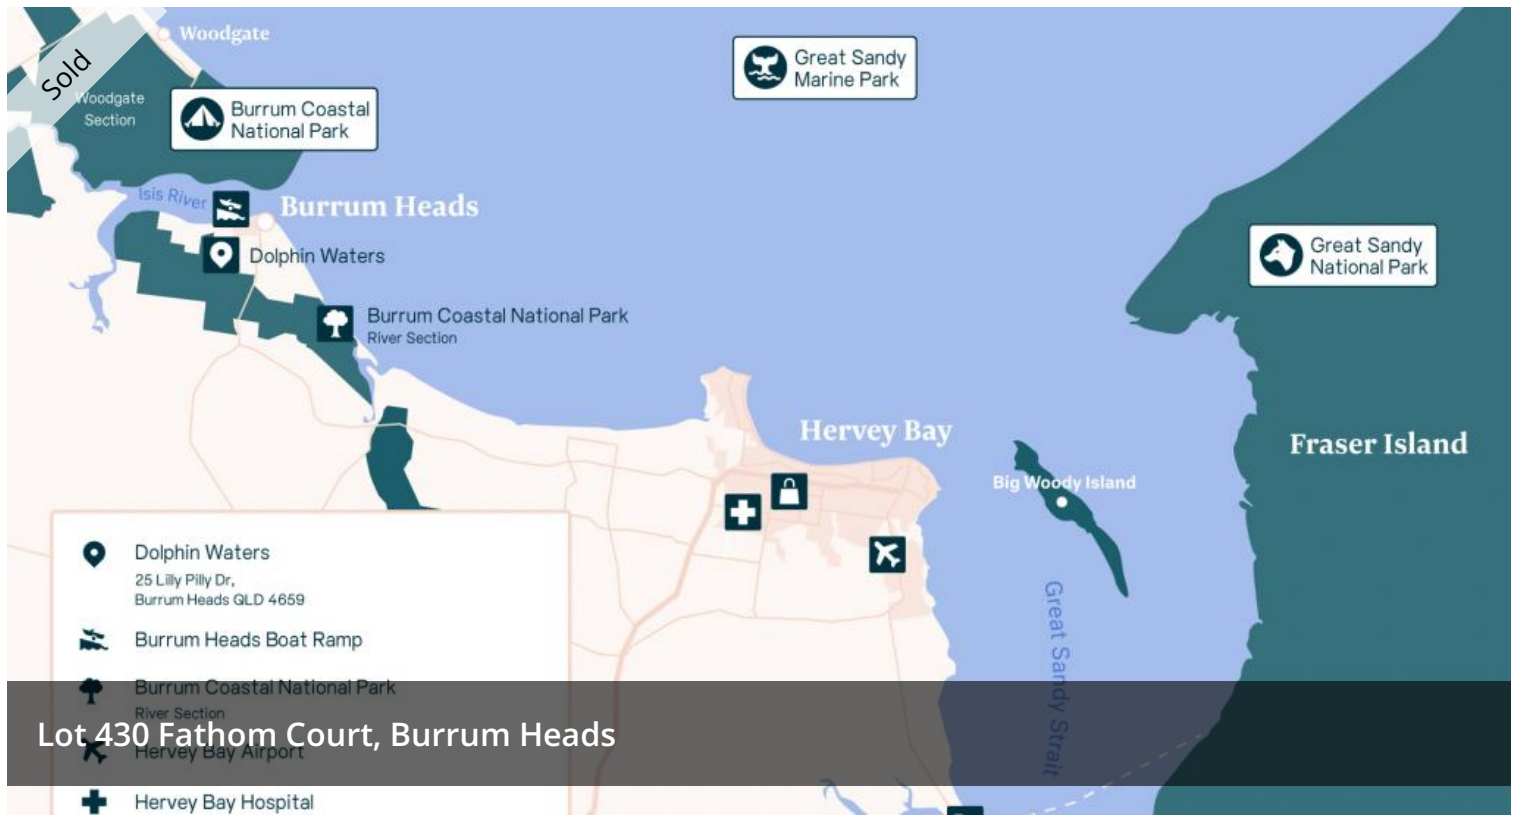 Sold
Woodgate
Woodgate
Section
Burrum Coastal
National Park
Great Sandy
Marine Park
Isis River
Burrum Heads
Dolphin Waters
Burrum Coastal National Park
River Section
Great Sandy
National Park
Hervey Bay
Fraser Island
Big Woody Island
Great Sandy Strait
Dolphin Waters
25 Lilly Pilly Dr,
Burrum Heads QLD 4659
Burrum Heads Boat Ramp
Burrum Coastal National Park
River Section
Lot 430 Fathom Court, Burrum Heads
Hervey Bay Airport
Hervey Bay Hospital